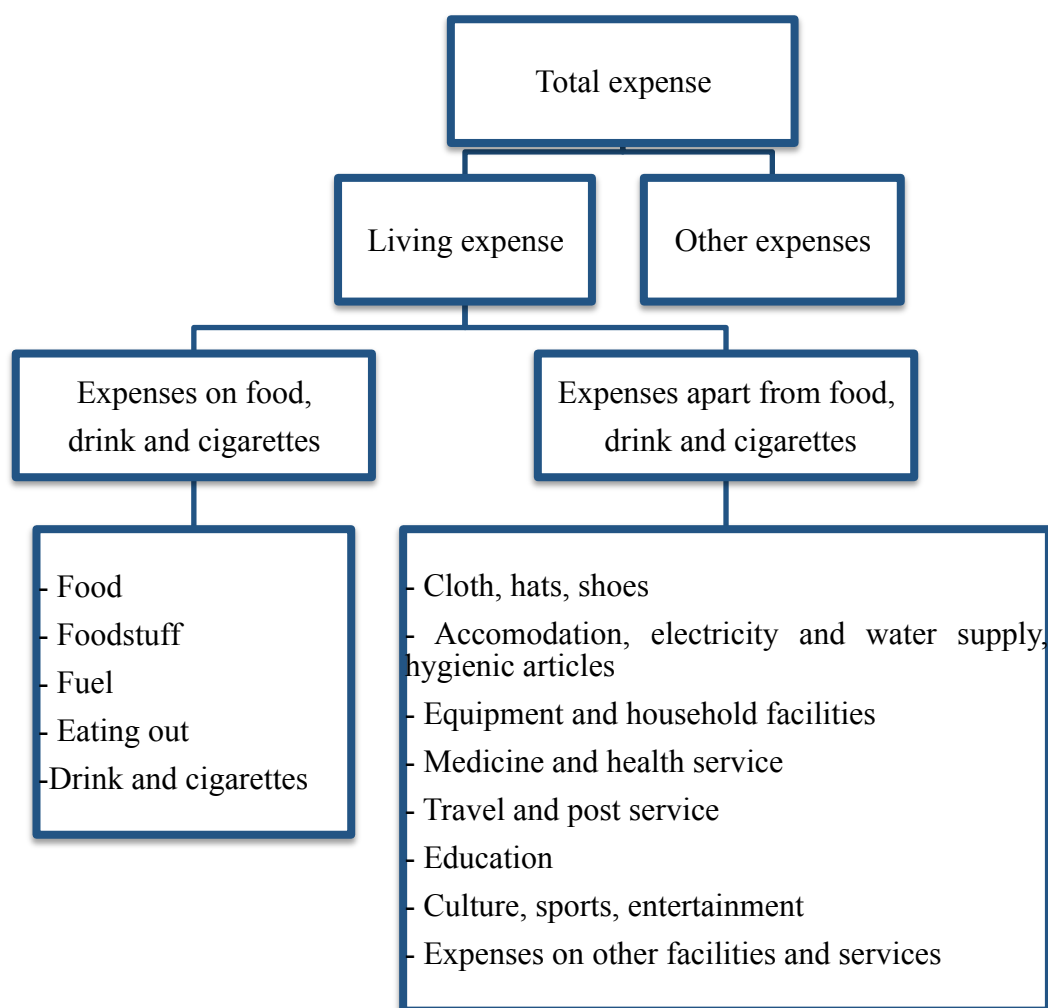 Total expense
Living expense
Other expenses
Expenses on food,
drink and cigarettes
Expenses apart from food,
drink and cigarettes
- Food
- Foodstuff
- Fuel
- Eating out
-Drink and cigarettes
- Cloth, hats, shoes
- Accomodation, electricity and water supply,
hygienic articles
- Equipment and household facilities
- Medicine and health service
- Travel and post service
- Education
- Culture, sports, entertainment
- Expenses on other facilities and services